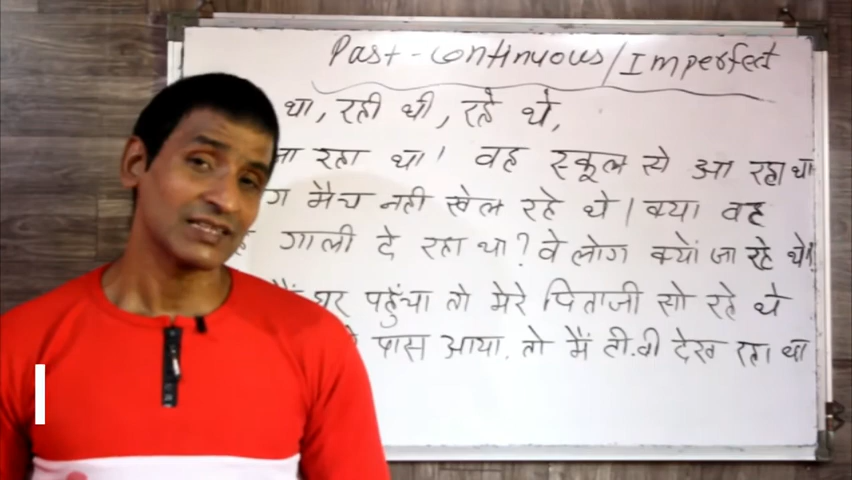 Past-Continuous/Imperfect
था, रही थी, रहे थे,
रहा था। वह स्कूल से आ रहा था
मैच नही खेल रहे थे। क्या वह
गाली दे रहा था? वे लोग क्यों जा रहे थे।
घर पहुँचा तो मेरे पिताजी सो रहे थे
पास आया. तो मैं टी.वी देख रहा था